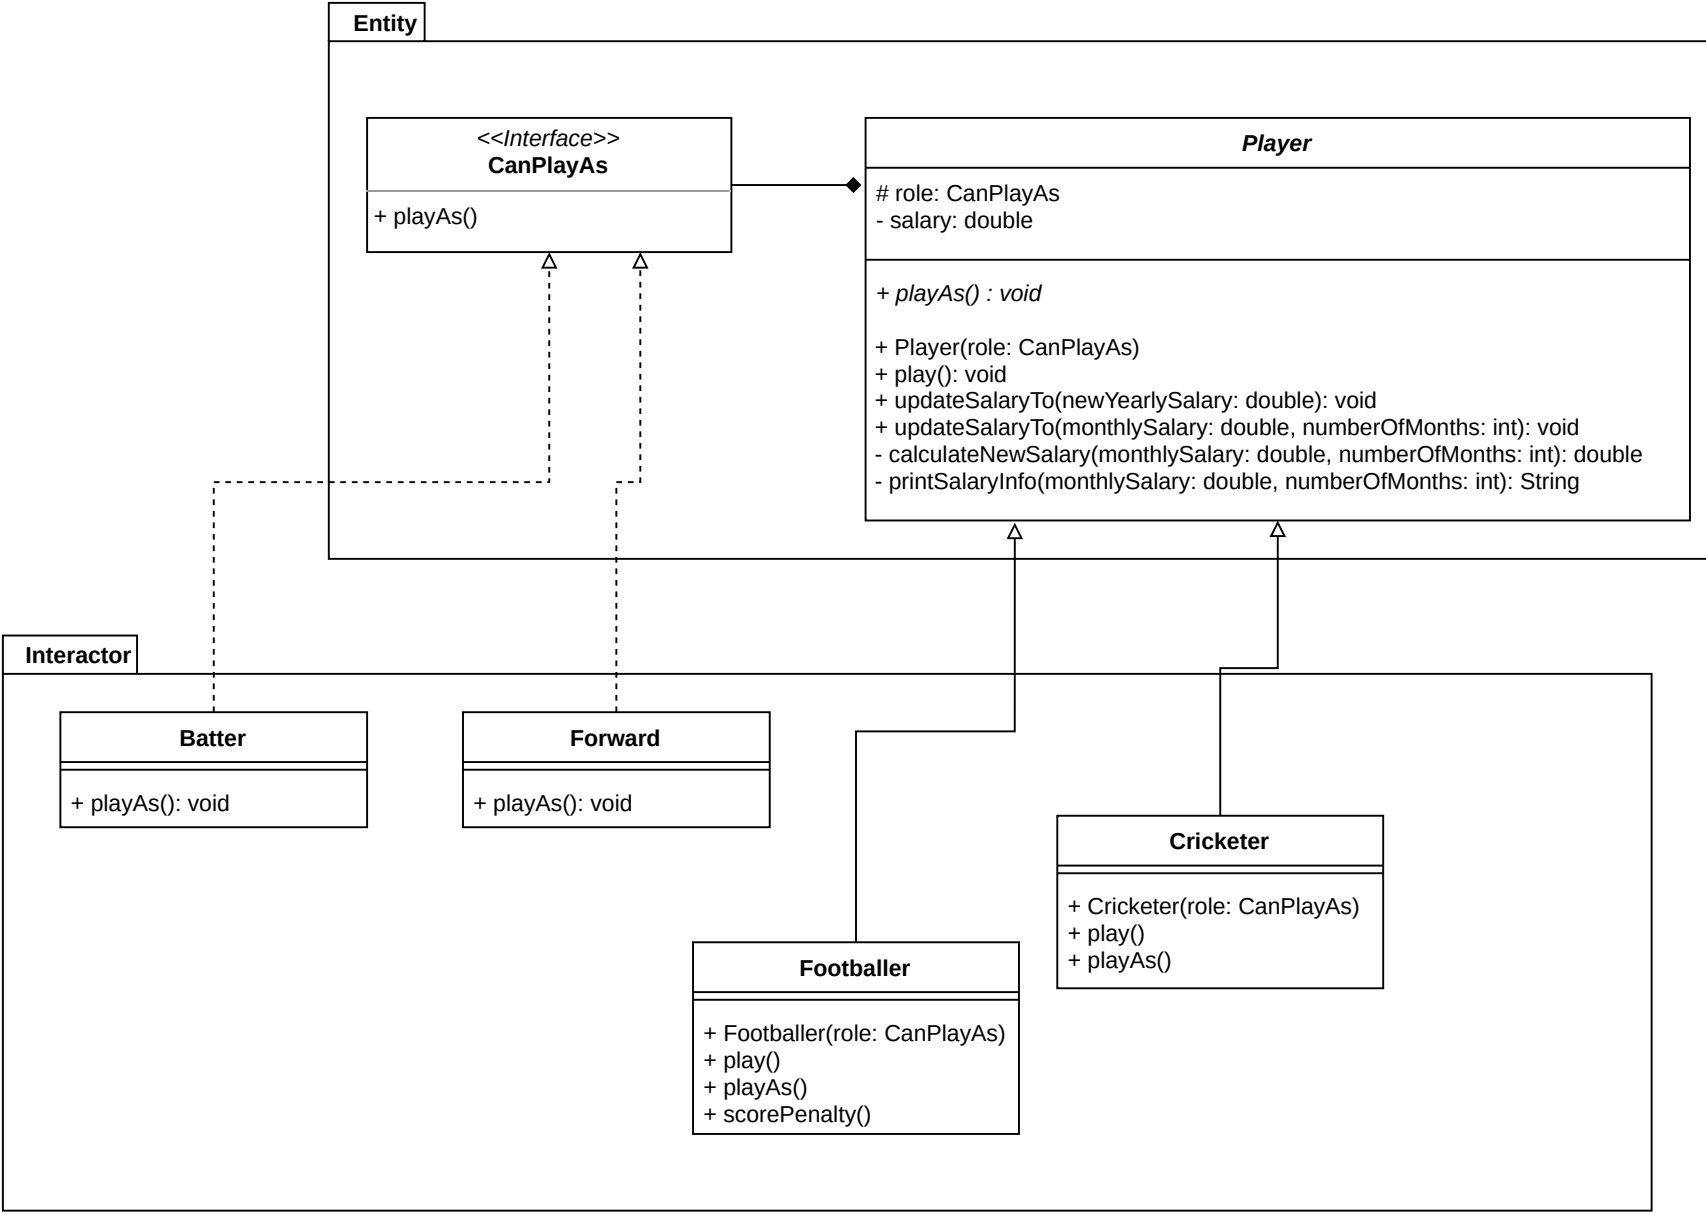 Entity
<<Interface>>
CanPlayAs
+ playAs()
Player
# role: CanPlayAs
- salary: double
+ playAs() : void
+ Player(role: CanPlayAs)
+ play(): void
+ updateSalaryTo(newYearlySalary: double): void
+ updateSalaryTo(monthlySalary: double, numberOfMonths: int): void
- calculateNewSalary(monthlySalary: double, numberOfMonths: int): double
- printSalaryInfo(monthlySalary: double, numberOfMonths: int): String
Interactor
Batter
+ playAs(): void
Forward
+ playAs(): void
Footballer
+ Footballer(role: CanPlayAs)
+ play()
+ playAs()
+ scorePenalty()
Cricketer
+ Cricketer(role: CanPlayAs)
+ play()
+ playAs()